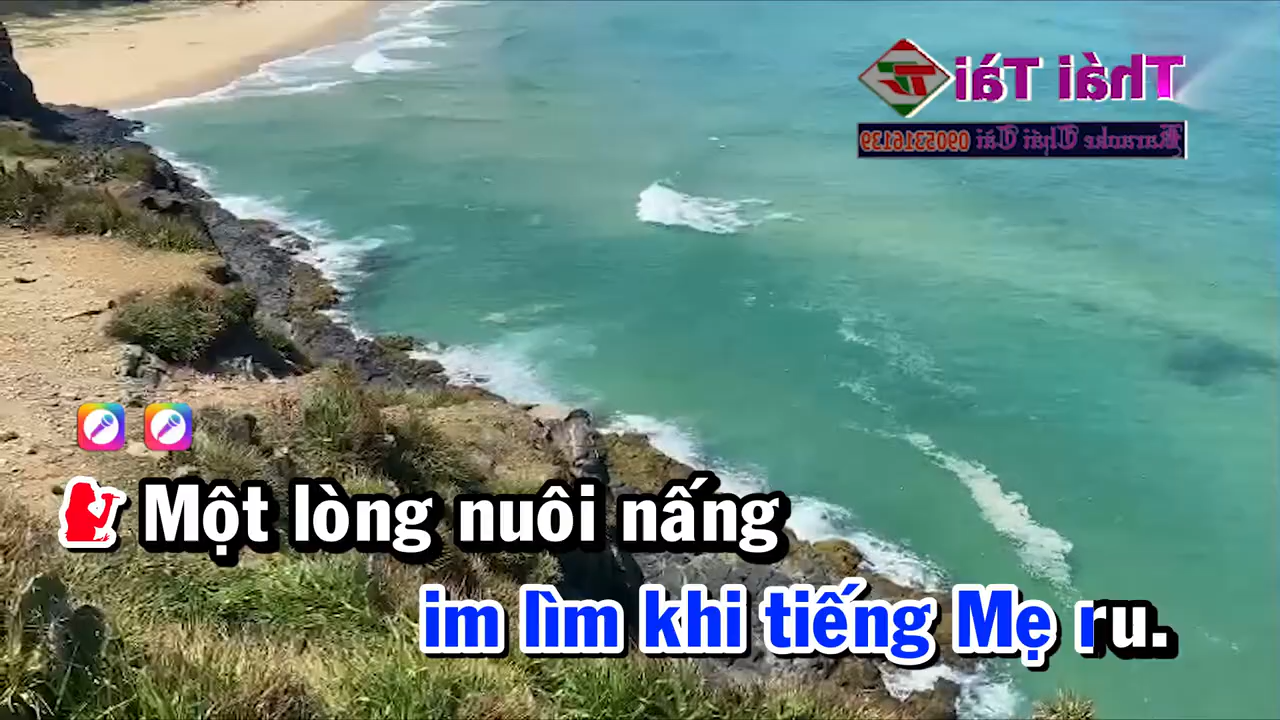 Thái Tài
Karaoke Thái Tài 0905316139
Một lòng nuôi nấng
im lìm khi tiếng Mẹ ru.